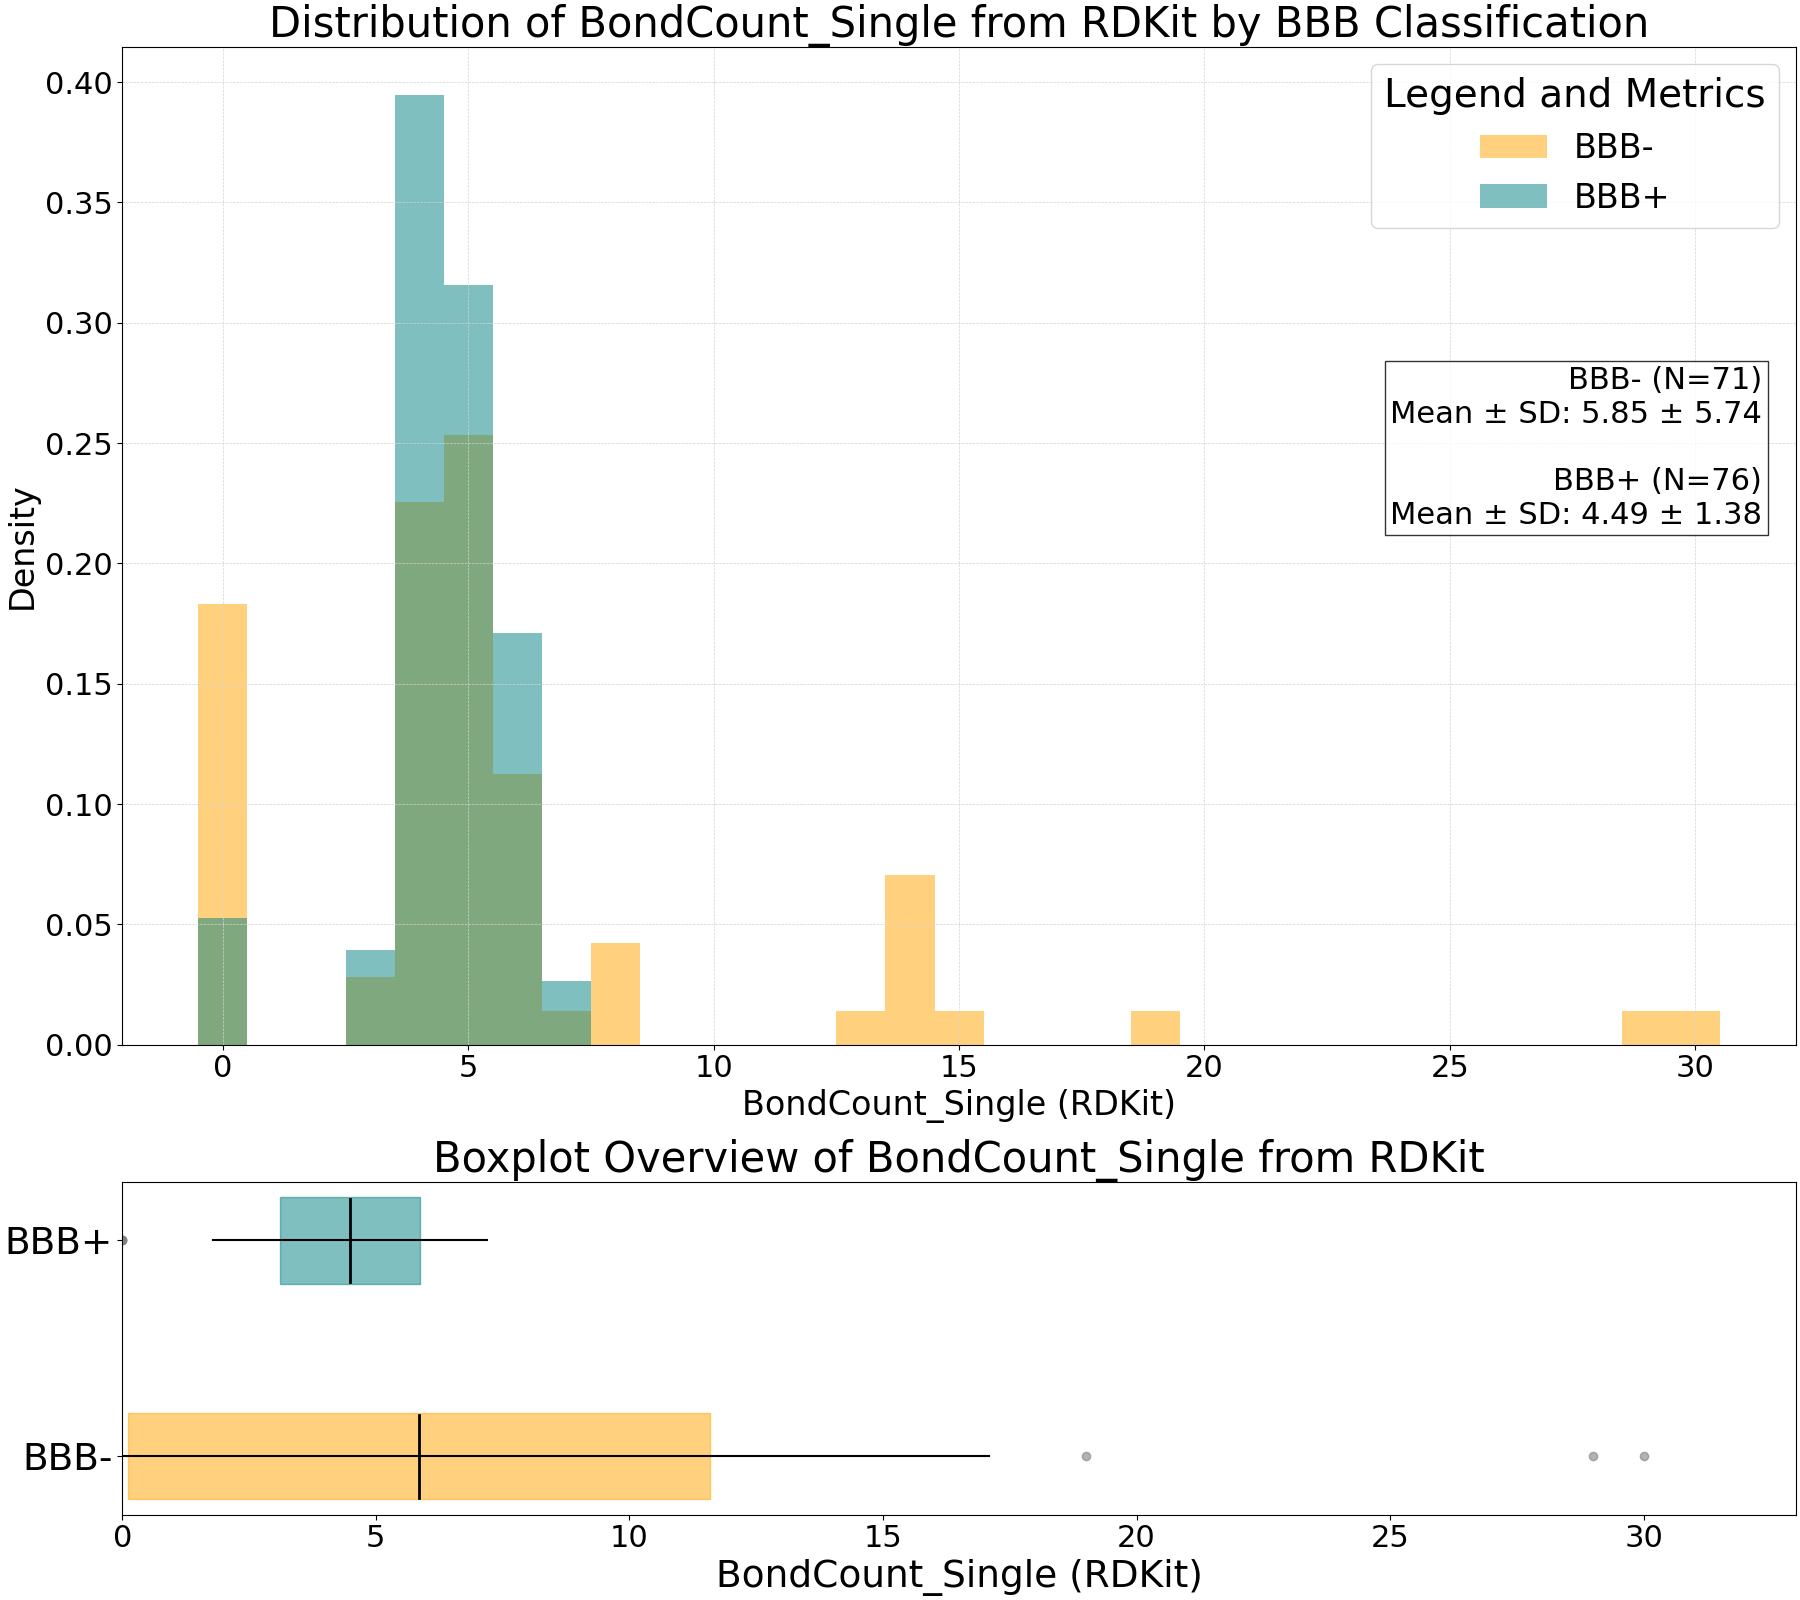 Distribution of BondCount_Single from RDKit by BBB Classification
Legend and Metrics
BBB-
BBB+
BBB- (N=71)
Mean ± SD: 5.85 ± 5.74
BBB+ (N=76)
Mean ± SD: 4.49 ± 1.38
Density
0.40
0.35
0.30
0.25
0.20
0.15
0.10
0.05
0.00
0 5 10 15 20 25 30
BondCount_Single (RDKit)
Boxplot Overview of BondCount_Single from RDKit
BBB+
BBB-
0 5 10 15 20 25 30
BondCount_Single (RDKit)